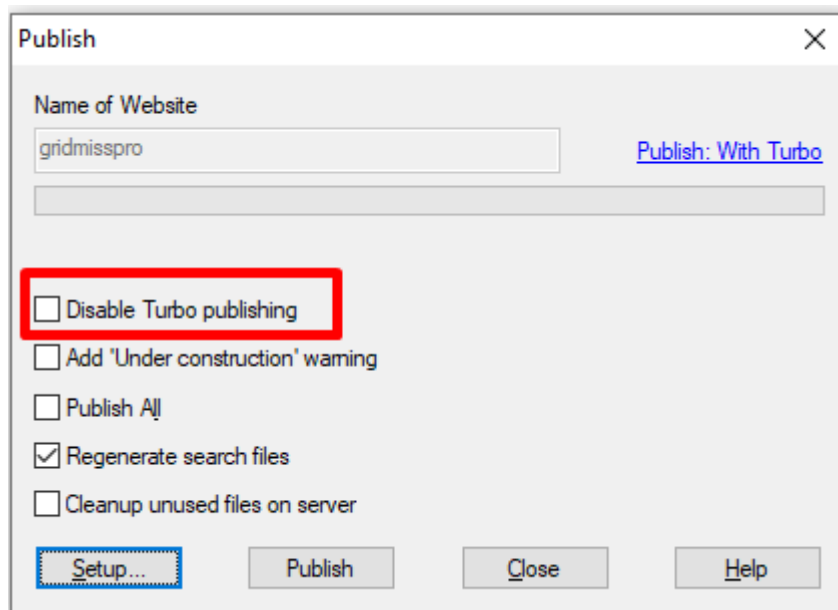 Publish
Name of Website
gridmisspro
Publish: With Turbo
Disable Turbo publishing
Add 'Under construction' warning
Publish All
Regenerate search files
Cleanup unused files on server
Setup... Publish Close Help